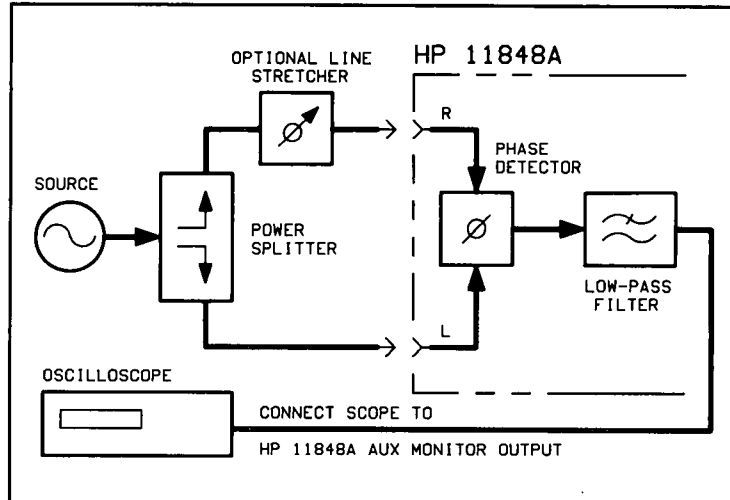 OPTIONAL LINE
STRETCHER
HP 11848A
R
PHASE
DETECTOR
SOURCE
POWER
SPLITTER
LOW-PASS
FILTER
L
OSCILLOSCOPE
CONNECT SCOPE TO
HP 11848A AUX MONITOR OUTPUT